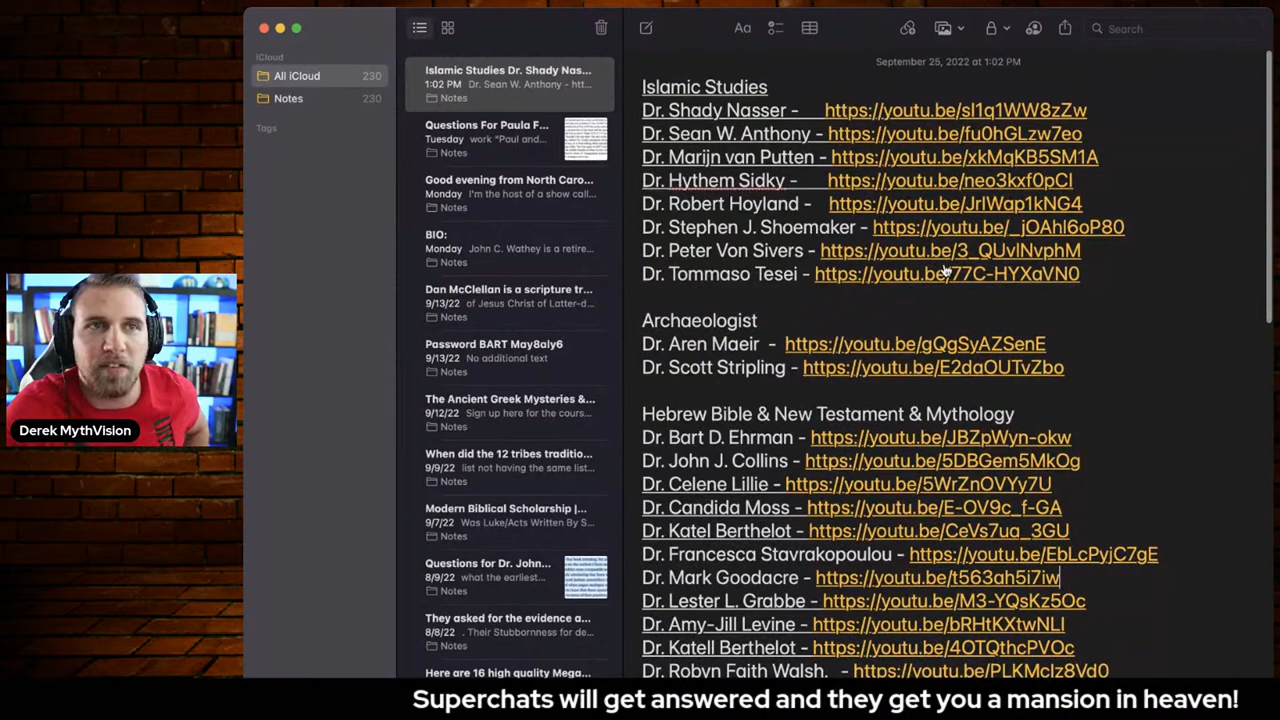 iCloud
All iCloud 230
Notes 230
Tags
Islamic Studies Dr. Shady Nas...
1:02 PM Dr. Sean W. Anthony - htt...
Notes
Questions For Paula F...
Tuesday work "Paul and...
Notes
Good evening from North Caro...
Monday I'm the host of a show call...
Notes
BIO:
Monday John C. Wathey is a retire...
Notes
Dan McClellan is a scripture tr...
9/13/22 of Jesus Christ of Latter-d...
Notes
Password BART May8aly6
9/13/22 No additional text
Notes
The Ancient Greek Mysteries &...
9/12/22 Sign up here for the cours...
Notes
When did the 12 tribes traditio...
9/9/22 list not having the same list...
Notes
Modern Biblical Scholarship |...
9/7/22 Was Luke/Acts Written By S...
Notes
Questions for Dr. John...
8/9/22 what the earliest...
Notes
They asked for the evidence a...
8/8/22 . Their Stubbornness for de...
Notes
Here are 16 high quality Mega...
Aa
Search
September 25, 2022 at 1:02 PM
Islamic Studies
Dr. Shady Nasser - https://youtu.be/sI1q1WW8zZw
Dr. Sean W. Anthony - https://youtu.be/fu0hGLzw7eo
Dr. Marijn van Putten - https://youtu.be/xkMqKB5SM1A
Dr. Hythem Sidky - https://youtu.be/neo3kxf0pCI
Dr. Robert Hoyland - https://youtu.be/JrIWap1kNG4
Dr. Stephen J. Shoemaker - https://youtu.be/_jOAhl6oP80
Dr. Peter Von Sivers - https://youtu.be/3_QUvlNvphM
Dr. Tommaso Tesei - https://youtu.be/77C-HYXaVN0
Archaeologist
Dr. Aren Maeir - https://youtu.be/gQgSyAZSenE
Dr. Scott Stripling - https://youtu.be/E2daOUTvZbo
Hebrew Bible & New Testament & Mythology
Dr. Bart D. Ehrman - https://youtu.be/JBZpWyn-okw
Dr. John J. Collins - https://youtu.be/5DBGem5MkOg
Dr. Celene Lillie - https://youtu.be/5WrZnOVYy7U
Dr. Candida Moss - https://youtu.be/E-OV9c_f-GA
Dr. Katel Berthelot - https://youtu.be/CeVs7uq_3GU
Dr. Francesca Stavrakopoulou - https://youtu.be/EbLcPyjC7gE
Dr. Mark Goodacre - https://youtu.be/t563ah5i7iw
Dr. Lester L. Grabbe - https://youtu.be/M3-YQsKz5Oc
Dr. Amy-Jill Levine - https://youtu.be/bRHtKXtwNLI
Dr. Katell Berthelot - https://youtu.be/4OTQthcPVOc
Dr. Robyn Faith Walsh. - https://youtu.be/PLKMclz8Vd0
Derek MythVision
Superchats will get answered and they get you a mansion in heaven!